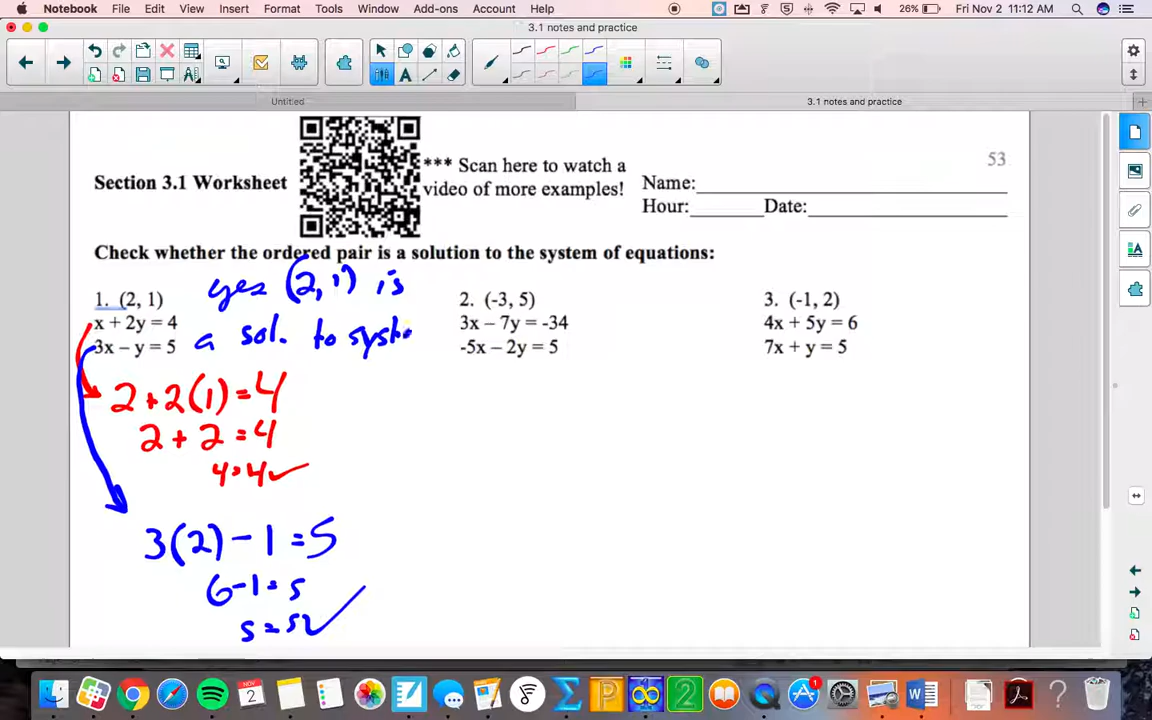 Notebook File Edit View Insert Format Tools Window Add-ons Account Help 26% Fri Nov 2 11:12 AM
3.1 notes and practice
Untitled 3.1 notes and practice
53
Section 3.1 Worksheet
*** Scan here to watch a
video of more examples!
Name:
Hour: Date:
Check whether the ordered pair is a solution to the system of equations:
yes (2, 1) is
a sol. to syste
1. (2, 1)
x + 2y = 4
3x – y = 5
2. (-3, 5)
3x – 7y = -34
-5x – 2y = 5
3. (-1, 2)
4x + 5y = 6
7x + y = 5
2 + 2(1) = 4
2 + 2 = 4
4 = 4 ✓
3(2) - 1 = 5
6 - 1 = 5
5 = 5 ✓